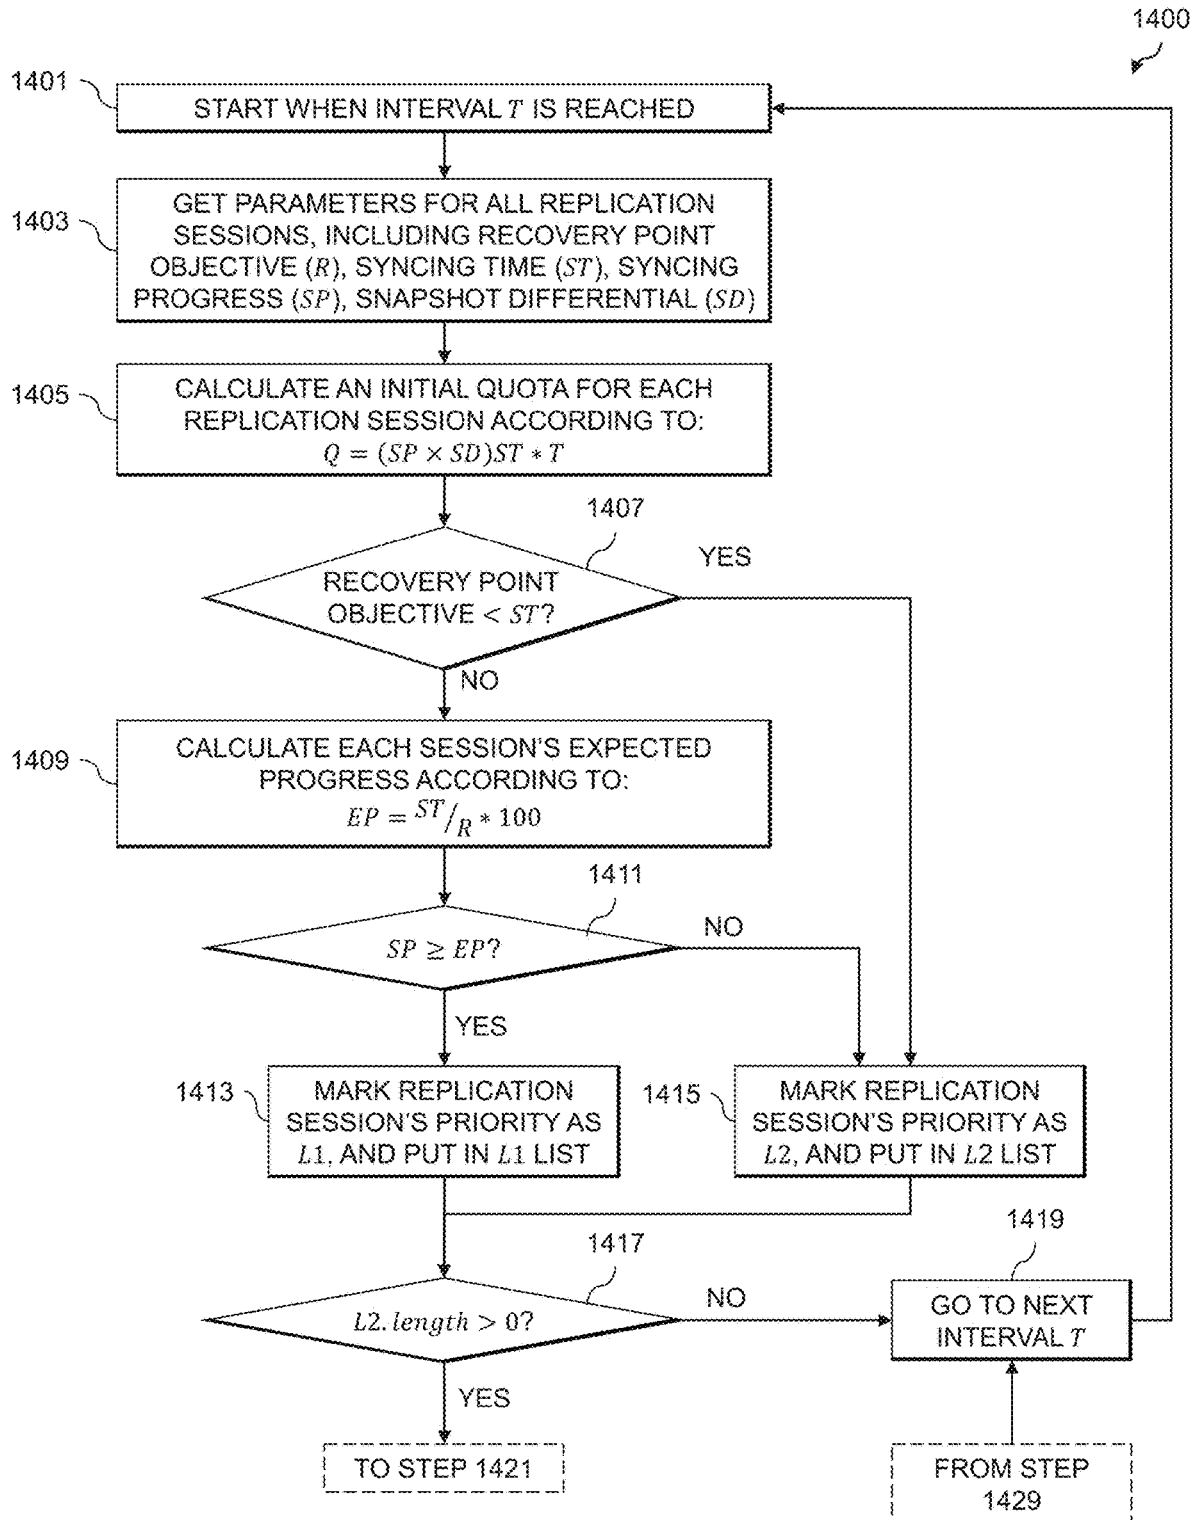 1400
1401
START WHEN INTERVAL T IS REACHED
1403
GET PARAMETERS FOR ALL REPLICATION
SESSIONS, INCLUDING RECOVERY POINT
OBJECTIVE (R), SYNCING TIME (ST), SYNCING
PROGRESS (SP), SNAPSHOT DIFFERENTIAL (SD)
1405
CALCULATE AN INITIAL QUOTA FOR EACH
REPLICATION SESSION ACCORDING TO:
Q = (SP × SD)ST * T
1407
YES
RECOVERY POINT
OBJECTIVE < ST?
NO
1409
CALCULATE EACH SESSION'S EXPECTED
PROGRESS ACCORDING TO:
EP = ST/R * 100
1411
NO
SP ≥ EP?
YES
1413
MARK REPLICATION
SESSION'S PRIORITY AS
L1, AND PUT IN L1 LIST
1415
MARK REPLICATION
SESSION'S PRIORITY AS
L2, AND PUT IN L2 LIST
1417
1419
L2.length > 0?
NO
GO TO NEXT
INTERVAL T
YES
TO STEP 1421
FROM STEP
1429